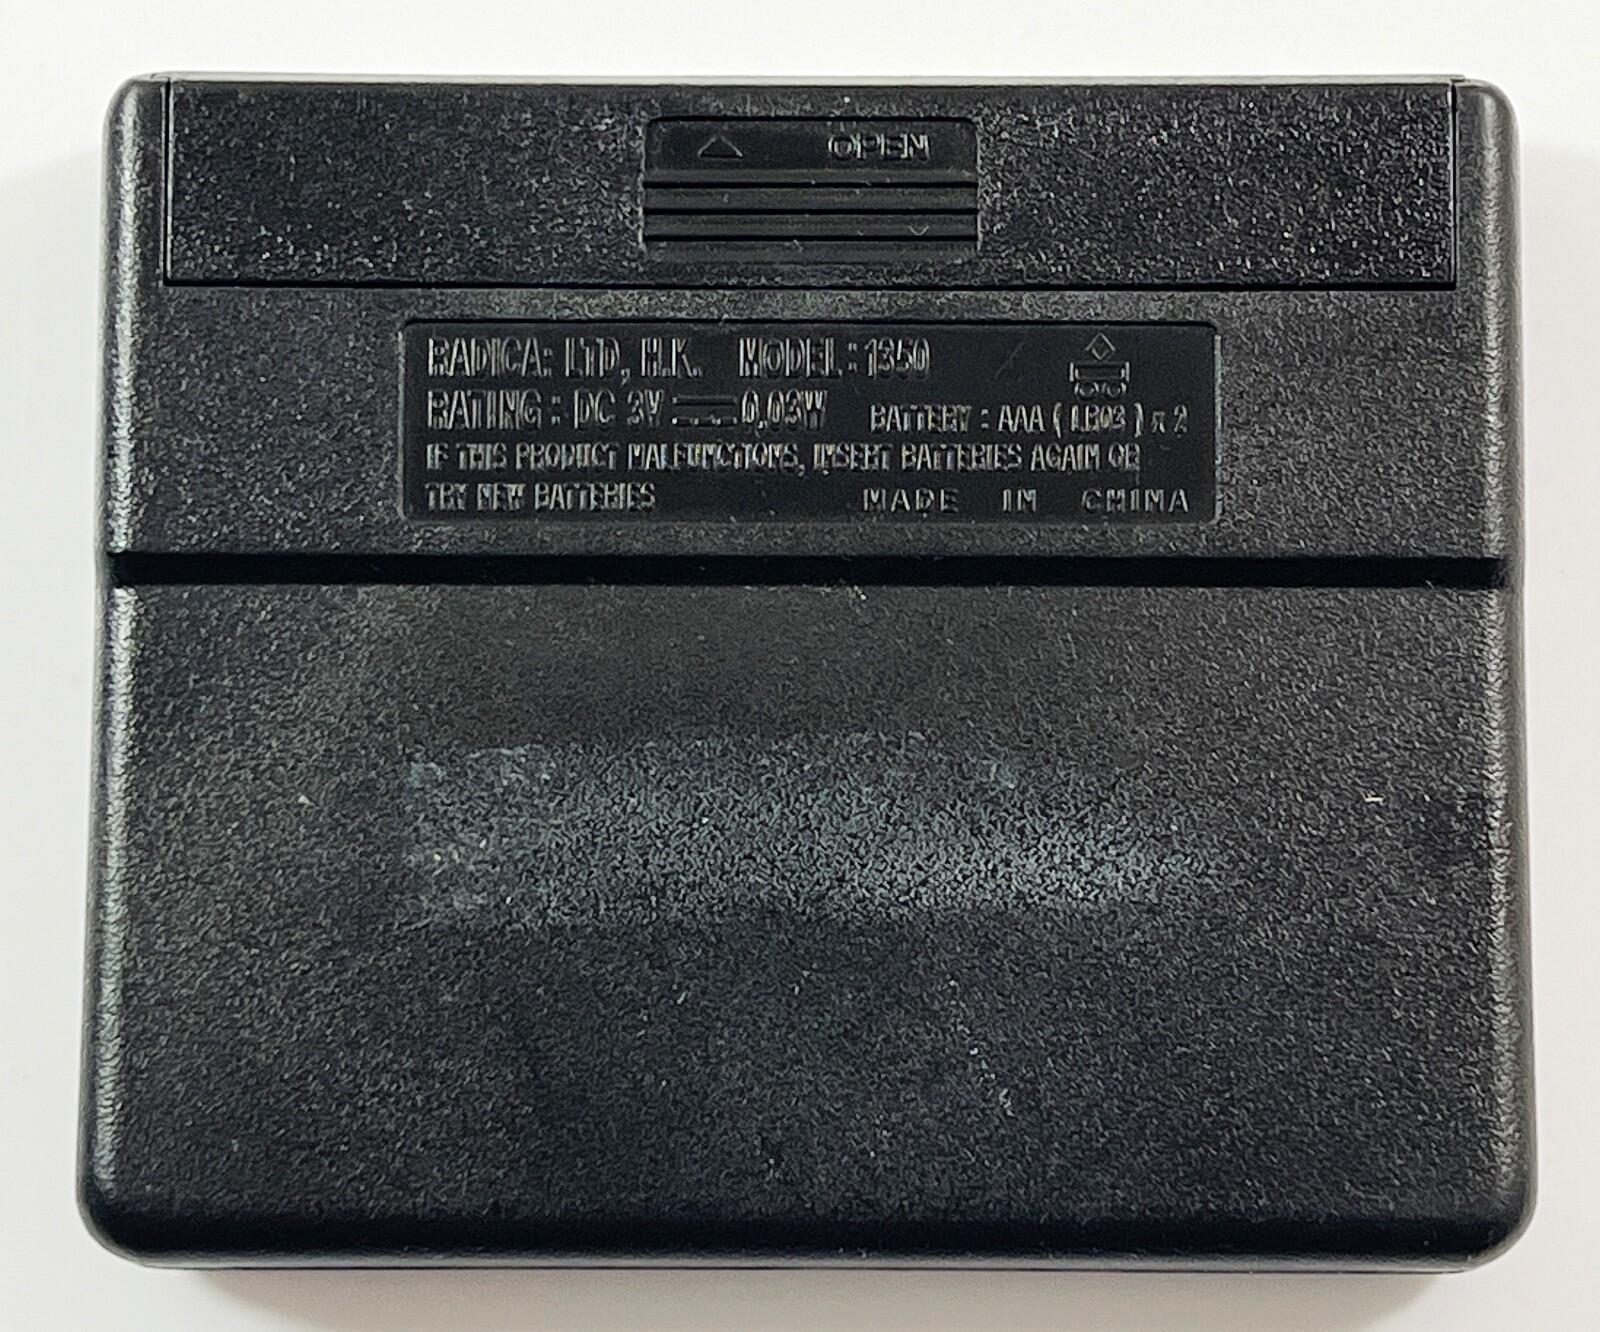 OPEN
RADICA: LTD, H.K. MODEL: 1350
RATING : DC 3V 0.03W BATTERY : AAA ( LR03 ) x 2
IF THIS PRODUCT MALFUNCTIONS, INSERT BATTERIES AGAIN OR
TRY NEW BATTERIES MADE IN CHINA